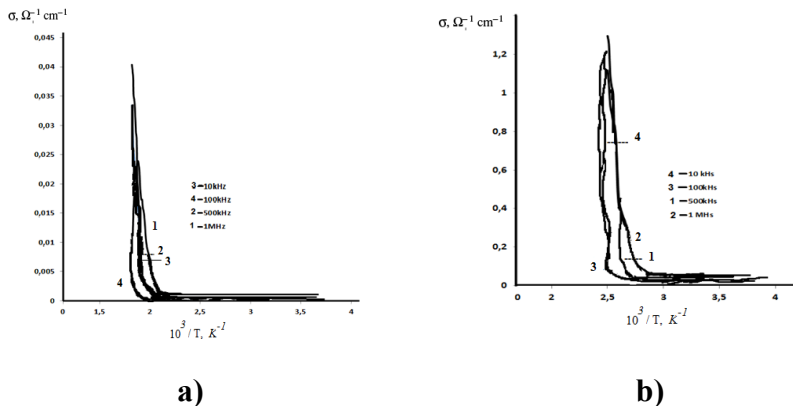 σ, Ω⁻¹ cm⁻¹
0,045
0,04
0,035
0,03
0,025
0,02
0,015
0,01
0,005
0
3 –10kHz
4 –100kHz
2 –500kHz
1 –1MHz
1
2
3
4
0 1,5 2 2,5 3 3,5 4
10³ / T, K⁻¹
a)
σ, Ω⁻¹ cm⁻¹
1,2
1
0,8
0,6
0,4
0,2
0
4
4 –10 kHs
3 –100kHs
1 –500kHs
2 –1 MHs
2
1
3
0 2 2,5 3 3,5 4
10³ / T, K⁻¹
b)